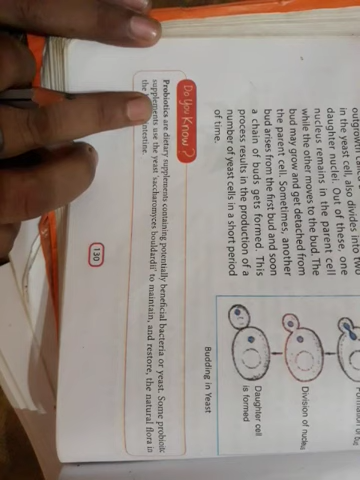 in the yeast cell, also divides into two
daughter nuclei. Out of these, one
nucleus remains in the parent cell
while the other moves to the bud. The
bud may grow and get detached from
the parent cell. Sometimes, another
bud arises from the first bud and soon
a chain of buds gets formed. This
process results in the production of a
number of yeast cells in a short period
of time.
Division of
Daughter cell
is formed
Budding in Yeast
Do you Know?
Probiotics are dietary supplements containing potentially beneficial bacteria or yeast. Some probiotic
supplements use the yeast 'saccharomyces bouldardii' to maintain, and restore, the natural flora in
the intestine.
130